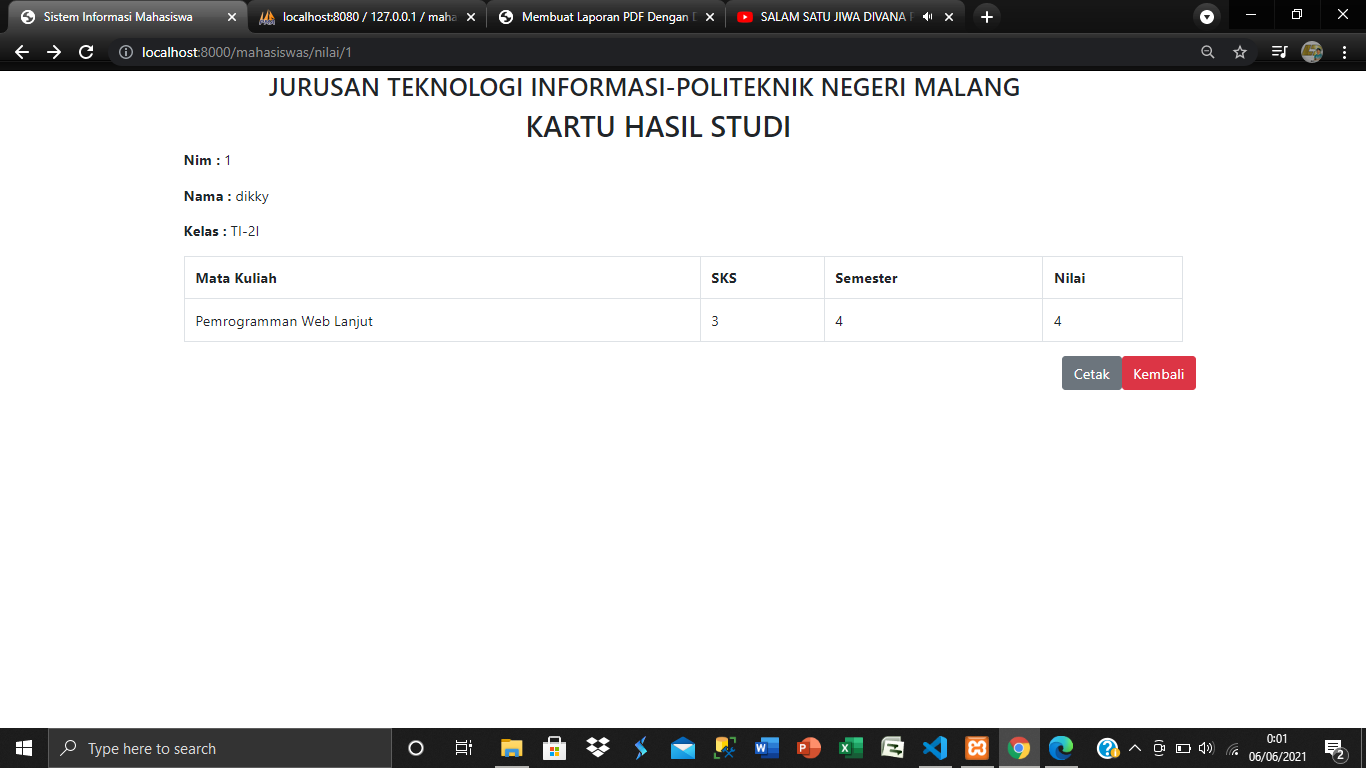 Sistem Informasi Mahasiswa
localhost:8080 / 127.0.0.1 / maha
Membuat Laporan PDF Dengan D
SALAM SATU JIWA DIVANA P
localhost:8000/mahasiswas/nilai/1
JURUSAN TEKNOLOGI INFORMASI-POLITEKNIK NEGERI MALANG
KARTU HASIL STUDI
Nim : 1
Nama : dikky
Kelas : TI-2I
Mata Kuliah SKS Semester Nilai
Pemrogramman Web Lanjut 3 4 4
Cetak Kembali
Type here to search
0:01
06/06/2021
2